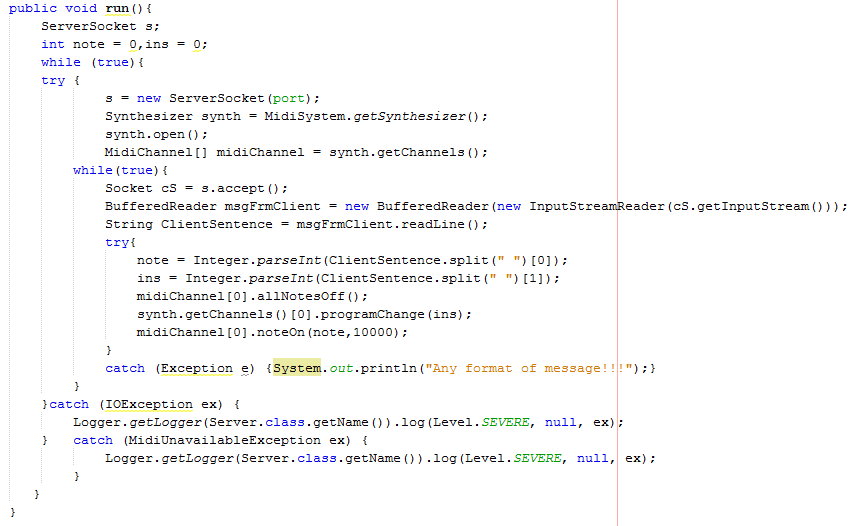 public void run(){
    ServerSocket s;
    int note = 0,ins = 0;
    while (true){
    try {
            s = new ServerSocket(port);
            Synthesizer synth = MidiSystem.getSynthesizer();
            synth.open();
            MidiChannel[] midiChannel = synth.getChannels();
        while(true){
            Socket cS = s.accept();
            BufferedReader msgFrmClient = new BufferedReader(new InputStreamReader(cS.getInputStream()));
            String ClientSentence = msgFrmClient.readLine();
            try{
                note = Integer.parseInt(ClientSentence.split(" ")[0]);
                ins = Integer.parseInt(ClientSentence.split(" ")[1]);
                midiChannel[0].allNotesOff();
                synth.getChannels()[0].programChange(ins);
                midiChannel[0].noteOn(note,10000);
            }
            catch (Exception e) {System.out.println("Any format of message!!!");}
        }
    }catch (IOException ex) {
        Logger.getLogger(Server.class.getName()).log(Level.SEVERE, null, ex);
    }   catch (MidiUnavailableException ex) {
            Logger.getLogger(Server.class.getName()).log(Level.SEVERE, null, ex);
        }
   }
}